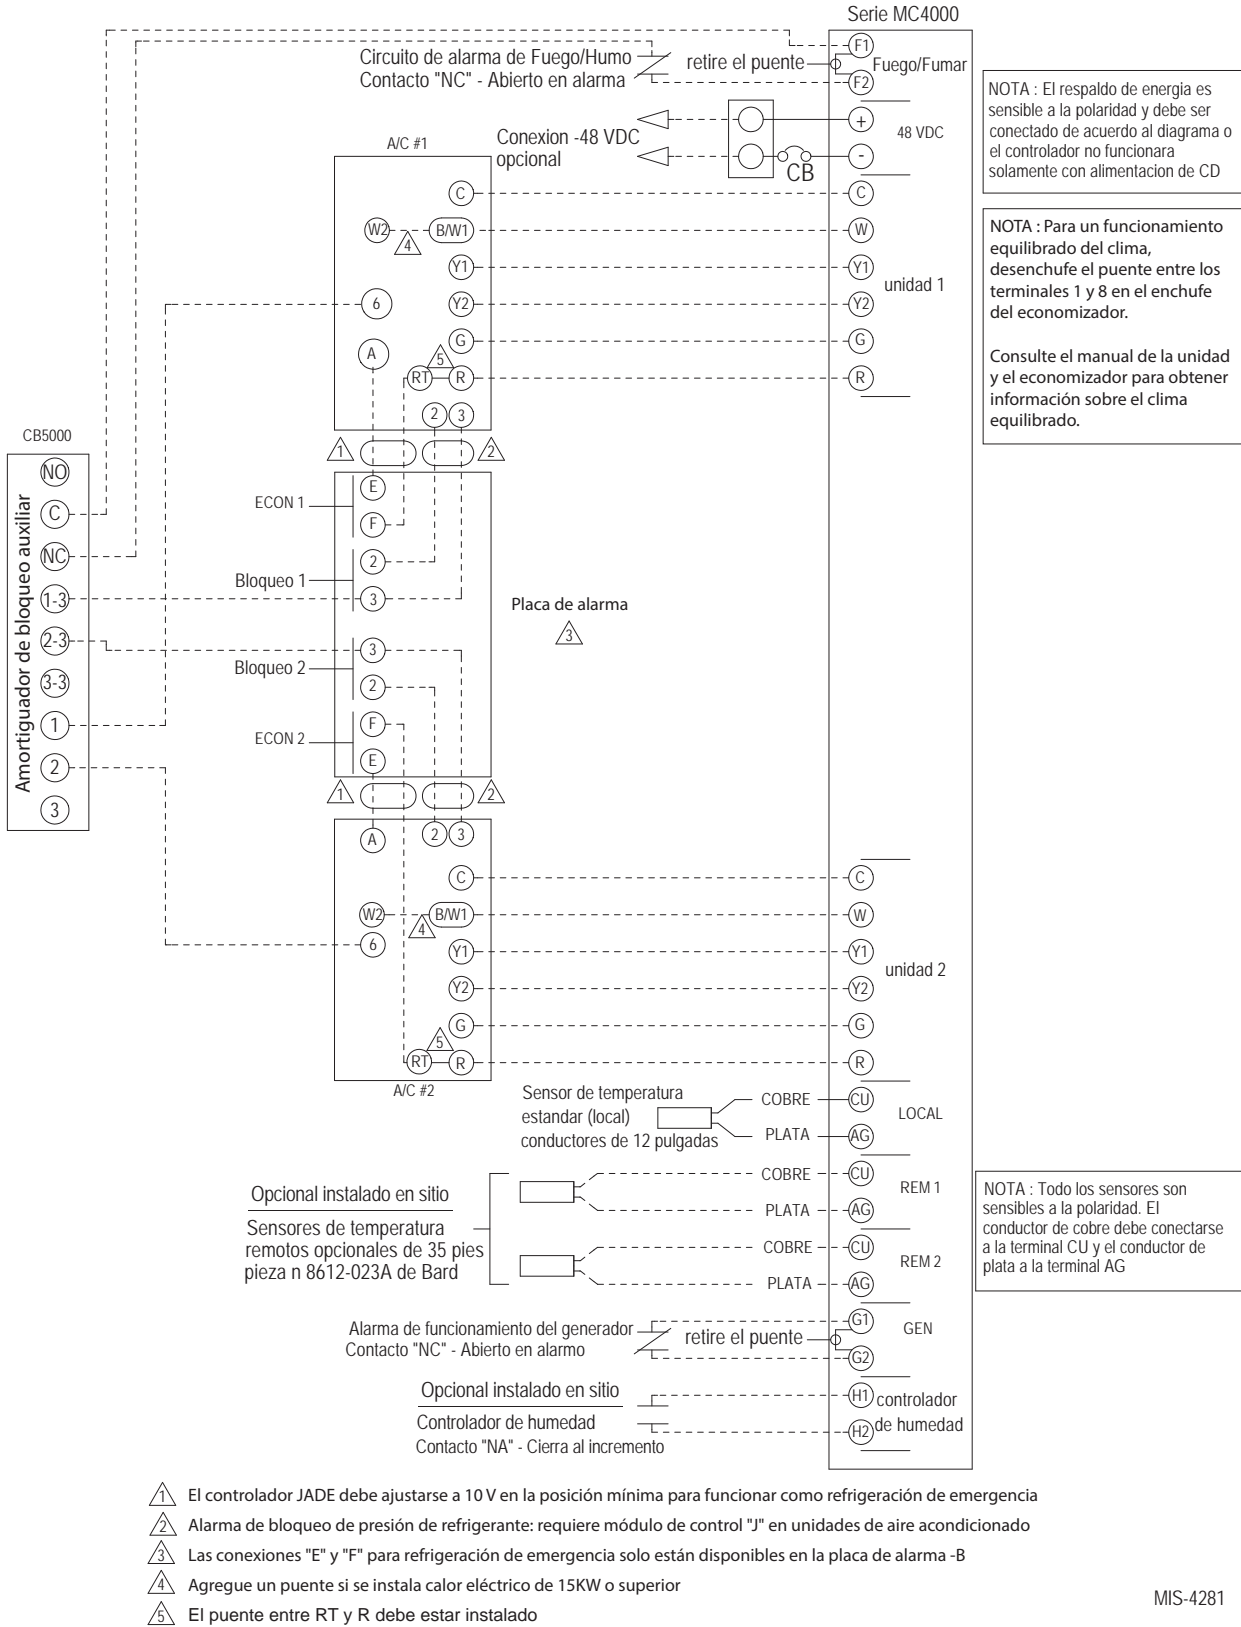 Serie MC4000
F1
Circuito de alarma de Fuego/Humo
Contacto "NC" - Abierto en alarma
retire el puente
Fuego/Fumar
F2
NOTA : El respaldo de energia es
sensible a la polaridad y debe ser
conectado de acuerdo al diagrama o
el controlador no funcionara
solamente con alimentacion de CD
+
48 VDC
-
Conexion -48 VDC
opcional
CB
NOTA : Para un funcionamiento
equilibrado del clima,
desenchufe el puente entre los
terminales 1 y 8 en el enchufe
del economizador.
Consulte el manual de la unidad
y el economizador para obtener
información sobre el clima
equilibrado.
A/C #1
C
C
W2
4
B/W1
W
Y1
Y1
unidad 1
6
Y2
Y2
G
G
A
5
RT
R
R
2
3
1
2
CB5000
Amortiguador de bloqueo auxiliar
NO
C
NC
1-3
2-3
3-3
1
2
3
ECON 1
E
F
Bloqueo 1
2
3
Placa de alarma
3
Bloqueo 2
3
2
ECON 2
F
E
1
2
A
2
3
C
C
W2
4
B/W1
W
6
Y1
Y1
unidad 2
Y2
Y2
G
G
5
RT
R
R
A/C #2
Sensor de temperatura
estandar (local)
conductores de 12 pulgadas
COBRE
CU
LOCAL
PLATA
AG
Opcional instalado en sitio
Sensores de temperatura
remotos opcionales de 35 pies
pieza n 8612-023A de Bard
COBRE
CU
REM 1
PLATA
AG
COBRE
CU
REM 2
PLATA
AG
NOTA : Todo los sensores son
sensibles a la polaridad. El
conductor de cobre debe conectarse
a la terminal CU y el conductor de
plata a la terminal AG
Alarma de funcionamiento del generador
Contacto "NC" - Abierto en alarmo
retire el puente
G1
GEN
G2
Opcional instalado en sitio
Controlador de humedad
Contacto "NA" - Cierra al incremento
H1
controlador
de humedad
H2
1 El controlador JADE debe ajustarse a 10 V en la posición mínima para funcionar como refrigeración de emergencia
2 Alarma de bloqueo de presión de refrigerante: requiere módulo de control "J" en unidades de aire acondicionado
3 Las conexiones "E" y "F" para refrigeración de emergencia solo están disponibles en la placa de alarma -B
4 Agregue un puente si se instala calor eléctrico de 15KW o superior
5 El puente entre RT y R debe estar instalado
MIS-4281